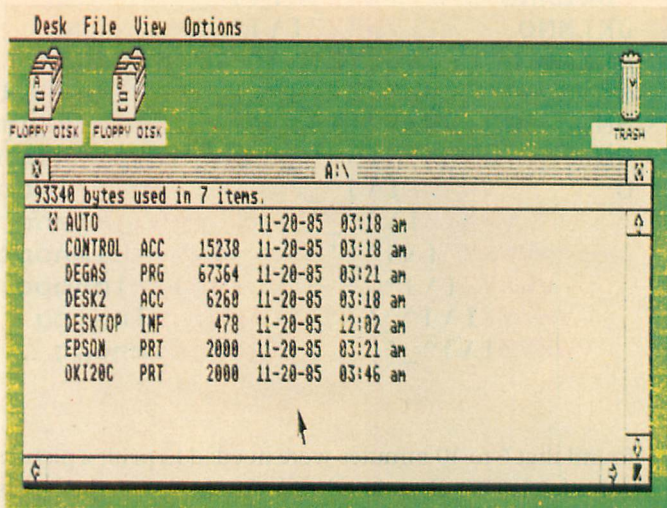 Desk File View Options
A B
FLOPPY DISK FLOPPY DISK TRASH
A:\
93340 bytes used in 7 items.
AUTO 11-20-85 03:18 am
CONTROL ACC 15238 11-20-85 03:18 am
DEGAS PRG 67364 11-20-85 03:21 am
DESK2 ACC 6260 11-20-85 03:18 am
DESKTOP INF 478 11-20-85 12:02 am
EPSON PRT 2000 11-20-85 03:21 am
OKI20C PRT 2000 11-20-85 03:46 am